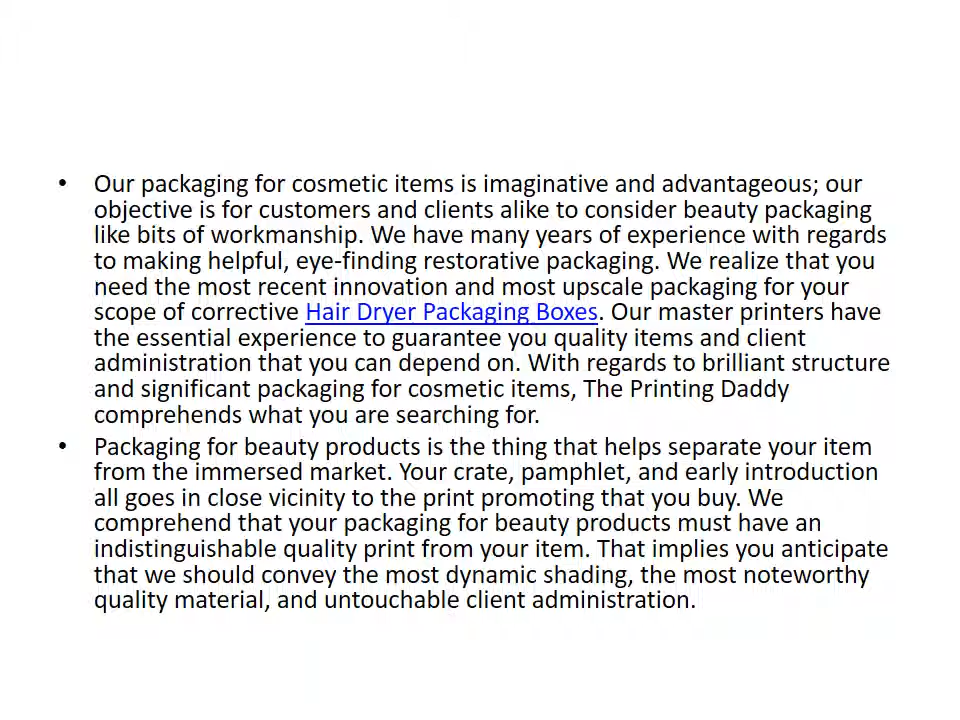 • Our packaging for cosmetic items is imaginative and advantageous; our
objective is for customers and clients alike to consider beauty packaging
like bits of workmanship. We have many years of experience with regards
to making helpful, eye-finding restorative packaging. We realize that you
need the most recent innovation and most upscale packaging for your
scope of corrective Hair Dryer Packaging Boxes. Our master printers have
the essential experience to guarantee you quality items and client
administration that you can depend on. With regards to brilliant structure
and significant packaging for cosmetic items, The Printing Daddy
comprehends what you are searching for.
• Packaging for beauty products is the thing that helps separate your item
from the immersed market. Your crate, pamphlet, and early introduction
all goes in close vicinity to the print promoting that you buy. We
comprehend that your packaging for beauty products must have an
indistinguishable quality print from your item. That implies you anticipate
that we should convey the most dynamic shading, the most noteworthy
quality material, and untouchable client administration.